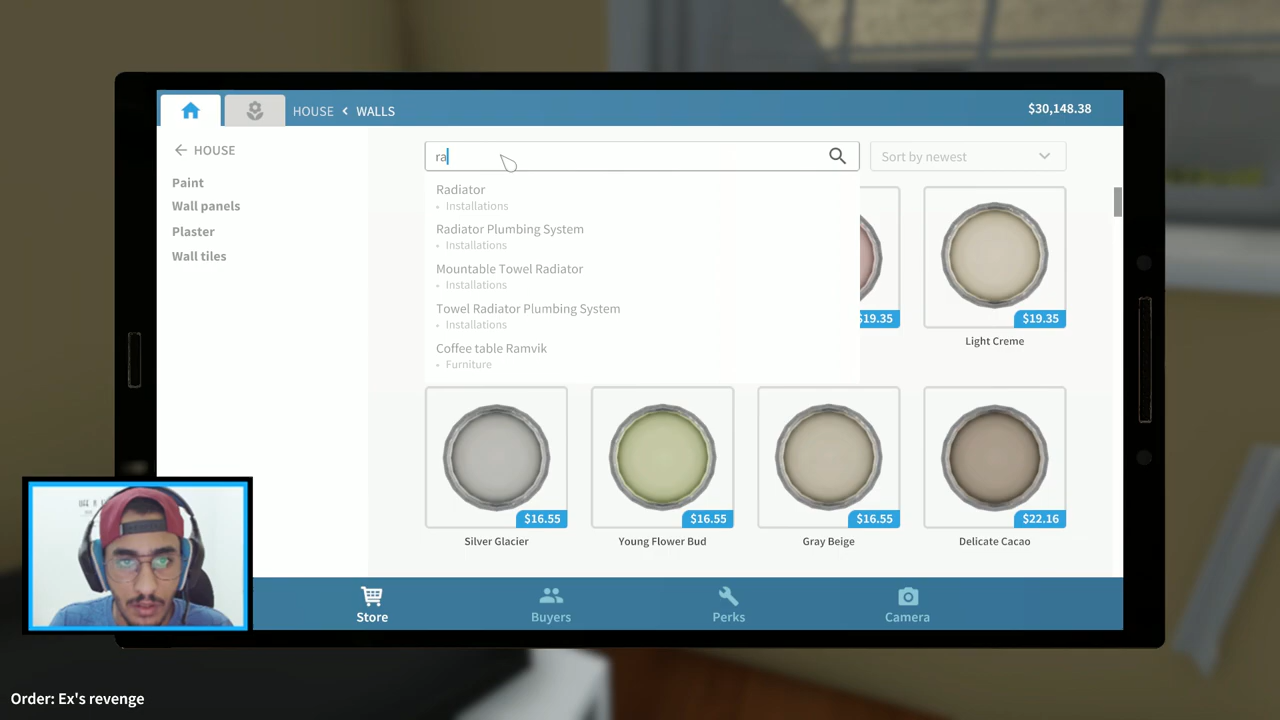 HOUSE < WALLS
$30,148.38
HOUSE
Paint
Wall panels
Plaster
Wall tiles
ra
Sort by newest
Radiator
Installations
Radiator Plumbing System
Installations
Mountable Towel Radiator
Installations
Towel Radiator Plumbing System
Installations
Coffee table Ramvik
Furniture
$19.35
$19.35
Light Creme
$16.55
$16.55
$16.55
$22.16
Silver Glacier
Young Flower Bud
Gray Beige
Delicate Cacao
Store
Buyers
Perks
Camera
Order: Ex's revenge